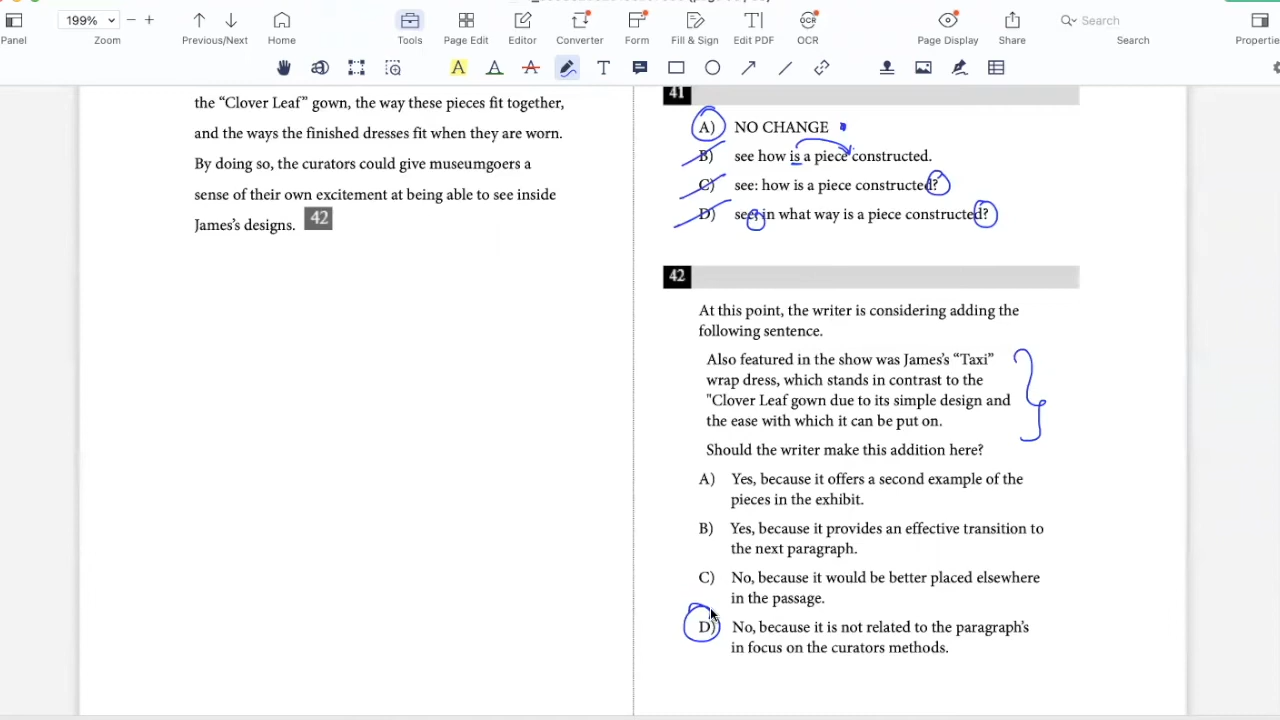 Panel
199%
Zoom
Previous/Next
Home
Tools
Page Edit
Editor
Converter
Form
Fill & Sign
Edit PDF
OCR
OCR
Page Display
Share
Search
Search
Propertie
the “Clover Leaf” gown, the way these pieces fit together,
and the ways the finished dresses fit when they are worn.
By doing so, the curators could give museumgoers a
sense of their own excitement at being able to see inside
James’s designs. 42
41
A) NO CHANGE
B) see how is a piece constructed.
C) see: how is a piece constructed?
D) see, in what way is a piece constructed?
42
At this point, the writer is considering adding the
following sentence.
Also featured in the show was James’s “Taxi”
wrap dress, which stands in contrast to the
"Clover Leaf gown due to its simple design and
the ease with which it can be put on.
Should the writer make this addition here?
A) Yes, because it offers a second example of the
pieces in the exhibit.
B) Yes, because it provides an effective transition to
the next paragraph.
C) No, because it would be better placed elsewhere
in the passage.
D) No, because it is not related to the paragraph’s
in focus on the curators methods.